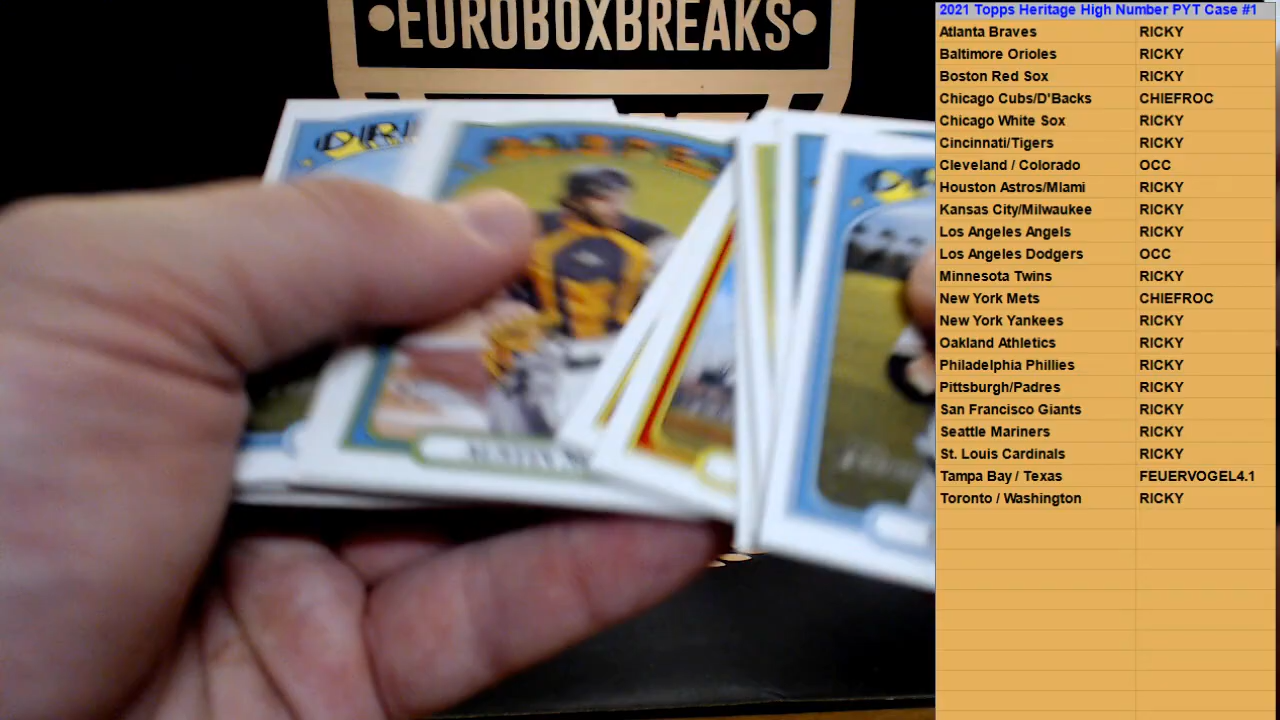 EUROBOXBREAKS
2021 Topps Heritage High Number PYT Case #1
Atlanta Braves RICKY
Baltimore Orioles RICKY
Boston Red Sox RICKY
Chicago Cubs/D'Backs CHIEFROC
Chicago White Sox RICKY
Cincinnati/Tigers RICKY
Cleveland / Colorado OCC
Houston Astros/Miami RICKY
Kansas City/Milwaukee RICKY
Los Angeles Angels RICKY
Los Angeles Dodgers OCC
Minnesota Twins RICKY
New York Mets CHIEFROC
New York Yankees RICKY
Oakland Athletics RICKY
Philadelphia Phillies RICKY
Pittsburgh/Padres RICKY
San Francisco Giants RICKY
Seattle Mariners RICKY
St. Louis Cardinals RICKY
Tampa Bay / Texas FEUERVOGEL4.1
Toronto / Washington RICKY